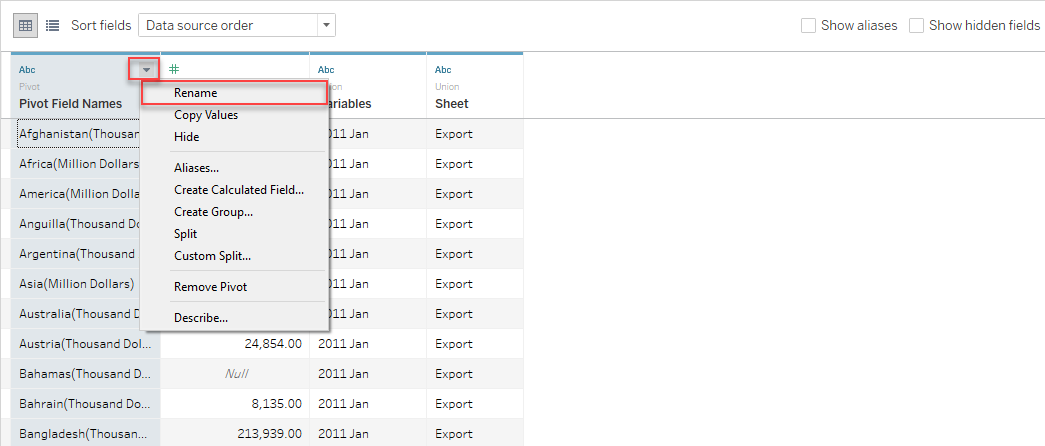 Sort fields Data source order Show aliases Show hidden fields
Abc # Abc Abc
Pivot Union
Pivot Field Names Rename Sheet
Copy Values
Afghanistan(Thousan Hide 2011 Jan Export
Africa(Million Dollars Aliases... 2011 Jan Export
America(Million Dolla Create Calculated Field... 2011 Jan Export
Anguilla(Thousand Do Create Group... 2011 Jan Export
Split
Argentina(Thousand Custom Split... 2011 Jan Export
Asia(Million Dollars) Remove Pivot 2011 Jan Export
Australia(Thousand D Describe... 2011 Jan Export
Austria(Thousand Dol... 24,854.00 2011 Jan Export
Bahamas(Thousand Do... Null 2011 Jan Export
Bahrain(Thousand Do... 8,135.00 2011 Jan Export
Bangladesh(Thousan... 213,939.00 2011 Jan Export